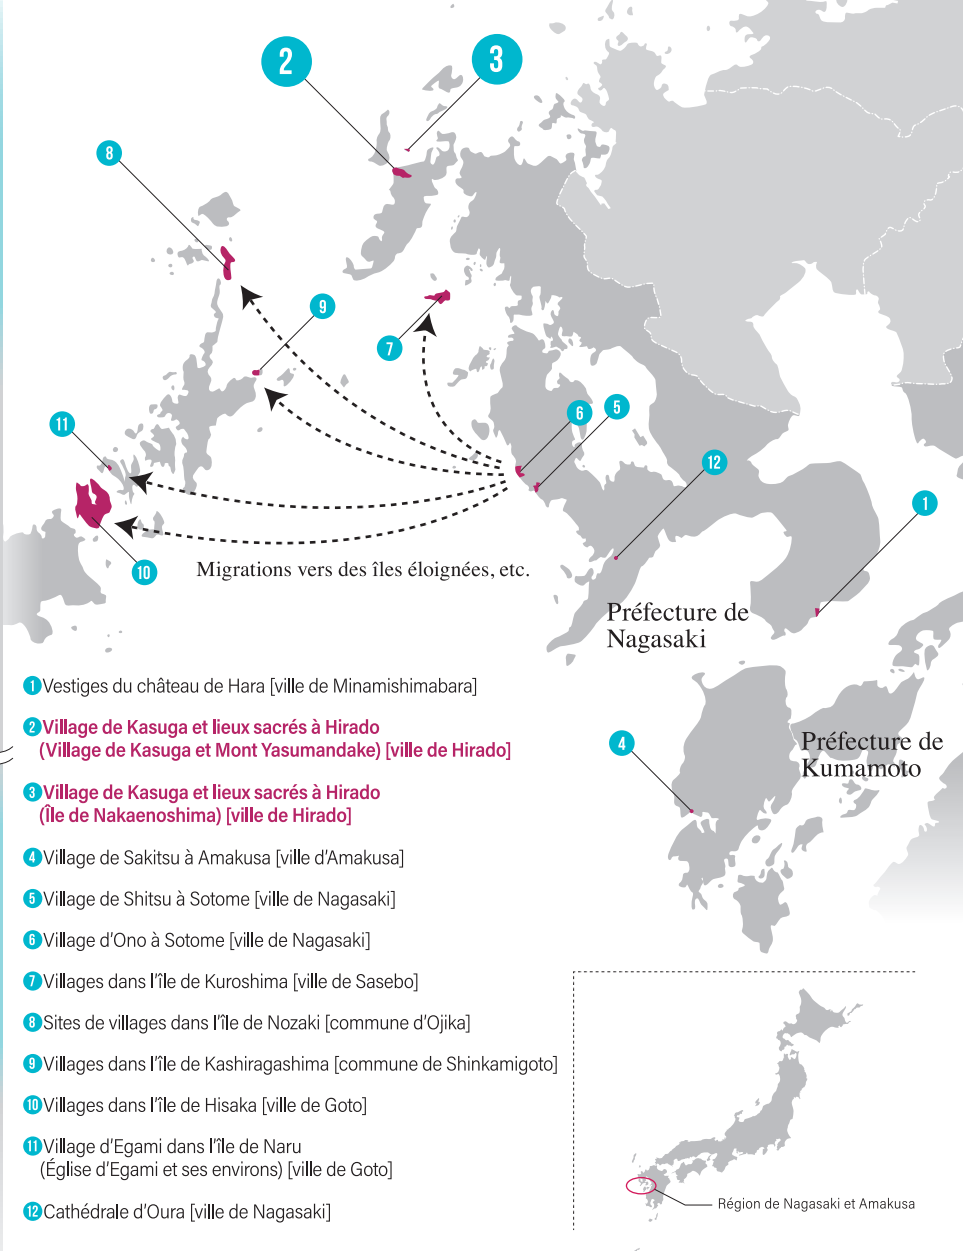 2
3
8
9
7
11
6
5
12
1
10
Migrations vers des îles éloignées, etc.
Préfecture de
Nagasaki
4
Préfecture de
Kumamoto
1 Vestiges du château de Hara [ville de Minamishimabara]
2 Village de Kasuga et lieux sacrés à Hirado
(Village de Kasuga et Mont Yasumandake) [ville de Hirado]
3 Village de Kasuga et lieux sacrés à Hirado
(Île de Nakaenoshima) [ville de Hirado]
4 Village de Sakitsu à Amakusa [ville d'Amakusa]
5 Village de Shitsu à Sotome [ville de Nagasaki]
6 Village d'Ono à Sotome [ville de Nagasaki]
7 Villages dans l'île de Kuroshima [ville de Sasebo]
8 Sites de villages dans l'île de Nozaki [commune d'Ojika]
9 Villages dans l'île de Kashiragashima [commune de Shinkamigoto]
10 Villages dans l'île de Hisaka [ville de Goto]
11 Village d'Egami dans l'île de Naru
(Église d'Egami et ses environs) [ville de Goto]
12 Cathédrale d'Oura [ville de Nagasaki]
Région de Nagasaki et Amakusa